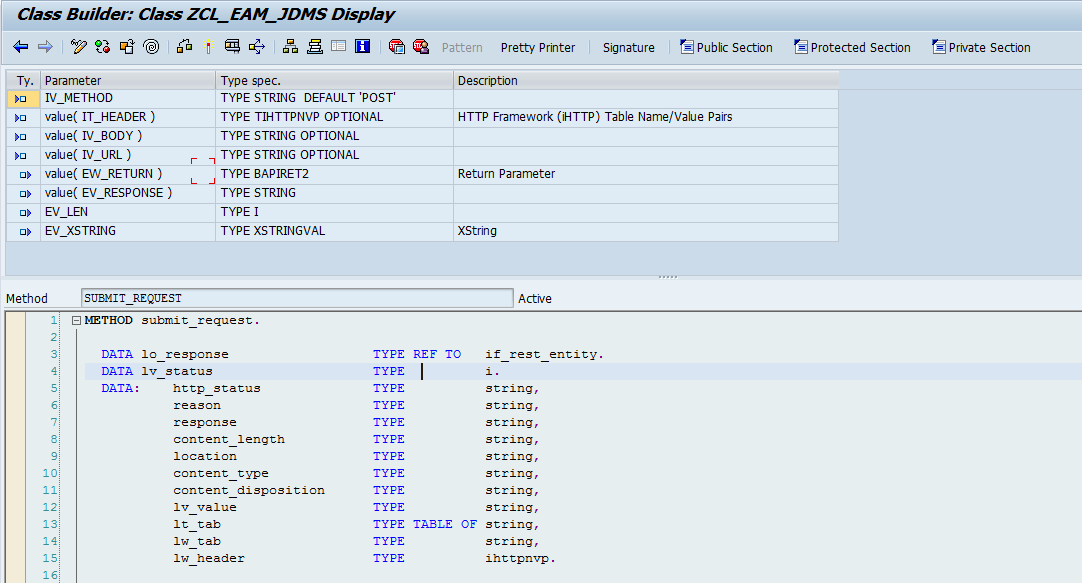 Class Builder: Class ZCL_EAM_JDMS Display
Pattern Pretty Printer Signature Public Section Protected Section Private Section
Ty. Parameter Type spec. Description
IV_METHOD TYPE STRING DEFAULT 'POST'
value( IT_HEADER ) TYPE TIHTTPNVP OPTIONAL HTTP Framework (iHTTP) Table Name/Value Pairs
value( IV_BODY ) TYPE STRING OPTIONAL
value( IV_URL ) TYPE STRING OPTIONAL
value( EW_RETURN ) TYPE BAPIRET2 Return Parameter
value( EV_RESPONSE ) TYPE STRING
EV_LEN TYPE I
EV_XSTRING TYPE XSTRINGVAL XString
Method SUBMIT_REQUEST Active
1 METHOD submit_request.
2
3 DATA lo_response TYPE REF TO if_rest_entity.
4 DATA lv_status TYPE i.
5 DATA: http_status TYPE string,
6 reason TYPE string,
7 response TYPE string,
8 content_length TYPE string,
9 location TYPE string,
10 content_type TYPE string,
11 content_disposition TYPE string,
12 lv_value TYPE string,
13 lt_tab TYPE TABLE OF string,
14 lw_tab TYPE string,
15 lw_header TYPE ihttpnvp.
16